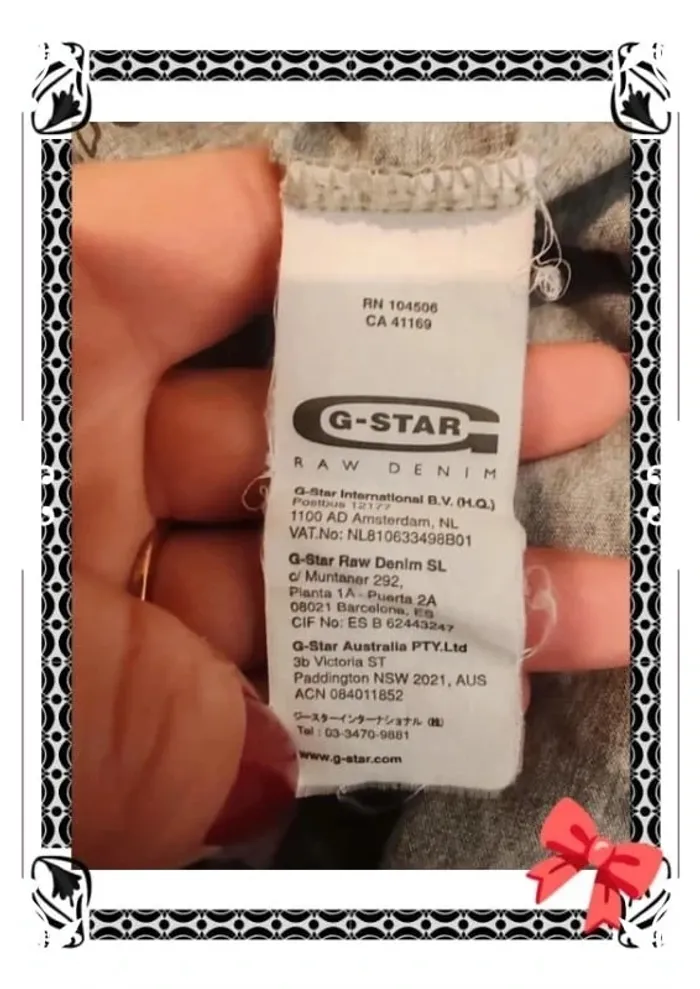 RN 104506
CA 41169
G-STAR
RAW DENIM
G-Star International B.V. (H.Q.)
Postbus 12177
1100 AD Amsterdam, NL
VAT.No: NL810633498B01
G-Star Raw Denim SL
c/ Muntaner 292,
Planta 1A - Puerta 2A
08021 Barcelona, ES
CIF No: ES B 62443247
G-Star Australia PTY.Ltd
3b Victoria ST
Paddington NSW 2021, AUS
ACN 084011852
ジースターインターナショナル (株)
Tel : 03-3470-9881
www.g-star.com